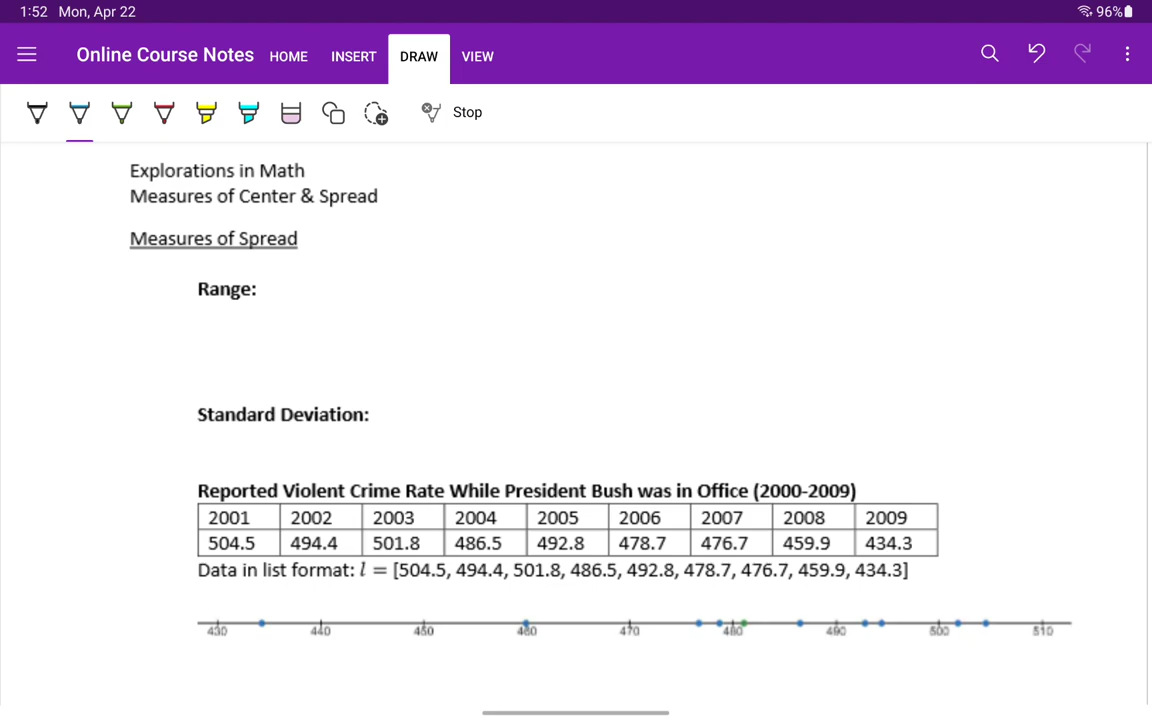 1:52 Mon, Apr 22 96%
Online Course Notes HOME INSERT DRAW VIEW
Stop
Explorations in Math
Measures of Center & Spread
Measures of Spread
Range:
Standard Deviation:
Reported Violent Crime Rate While President Bush was in Office (2000-2009)
2001 2002 2003 2004 2005 2006 2007 2008 2009
504.5 494.4 501.8 486.5 492.8 478.7 476.7 459.9 434.3
Data in list format: l = [504.5, 494.4, 501.8, 486.5, 492.8, 478.7, 476.7, 459.9, 434.3]
430 440 450 460 470 480 490 500 510